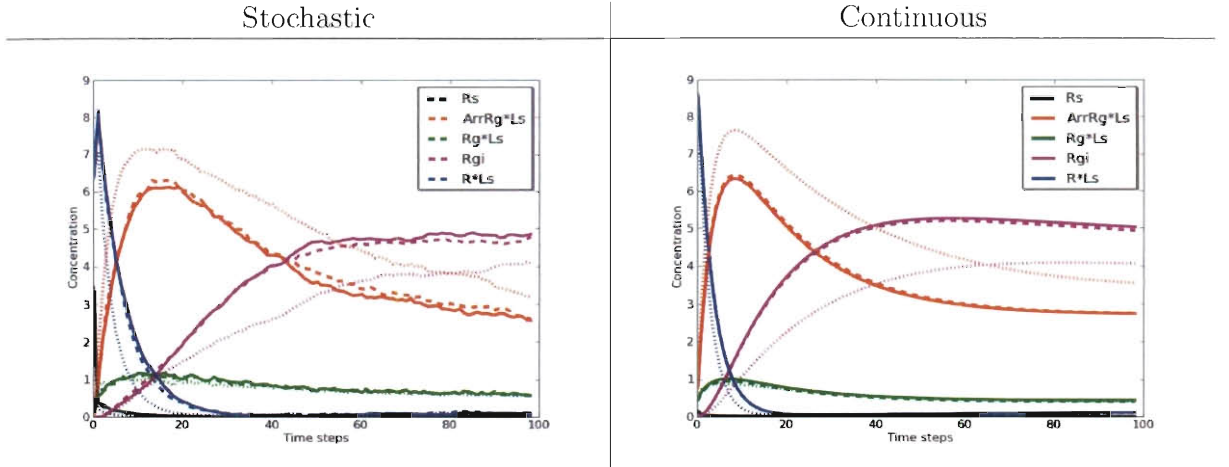 Stochastic
Continuous
9
8
7
6
5
4
3
2
1
0
Concentration
0
20
40
60
80
100
Time steps
Rs
ArrRg*Ls
Rg*Ls
Rgi
R*Ls
9
8
7
6
5
4
3
2
1
0
Concentration
0
20
40
60
80
100
Time steps
Rs
ArrRg*Ls
Rg*Ls
Rgi
R*Ls